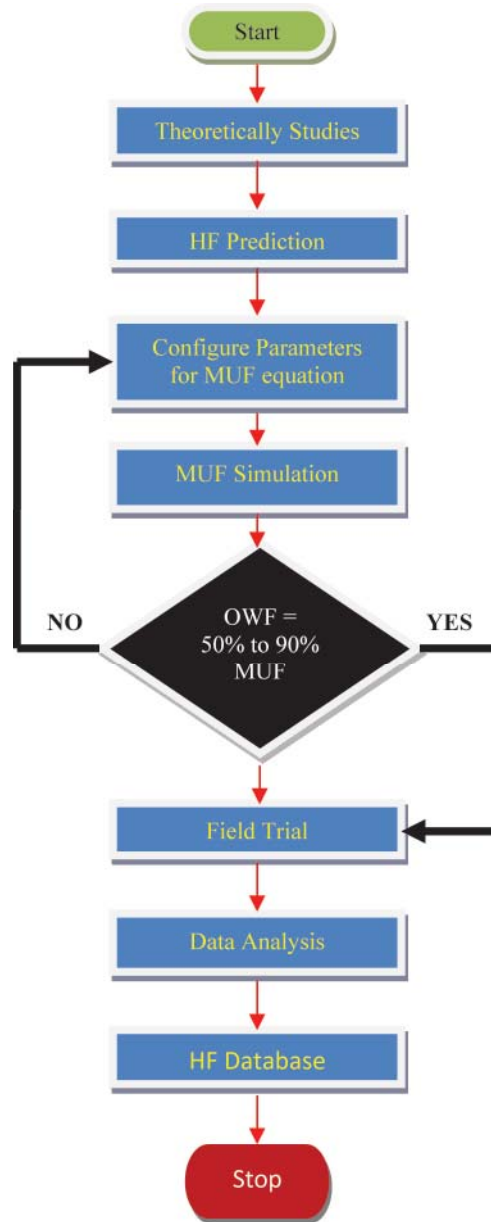 Start
Theoretically Studies
HF Prediction
Configure Parameters
for MUF equation
MUF Simulation
OWF =
50% to 90%
MUF
NO
YES
Field Trial
Data Analysis
HF Database
Stop